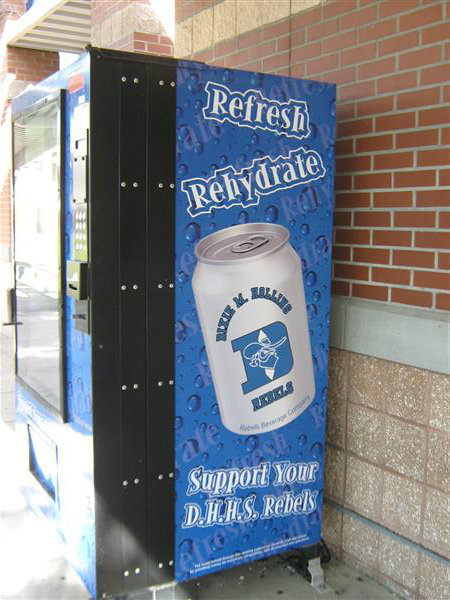 Refresh
Rehydrate
DIXIE M. HOLLINS
D
REBELS
Rebels Beverage Company
Support Your
D.H.H.S. Rebels